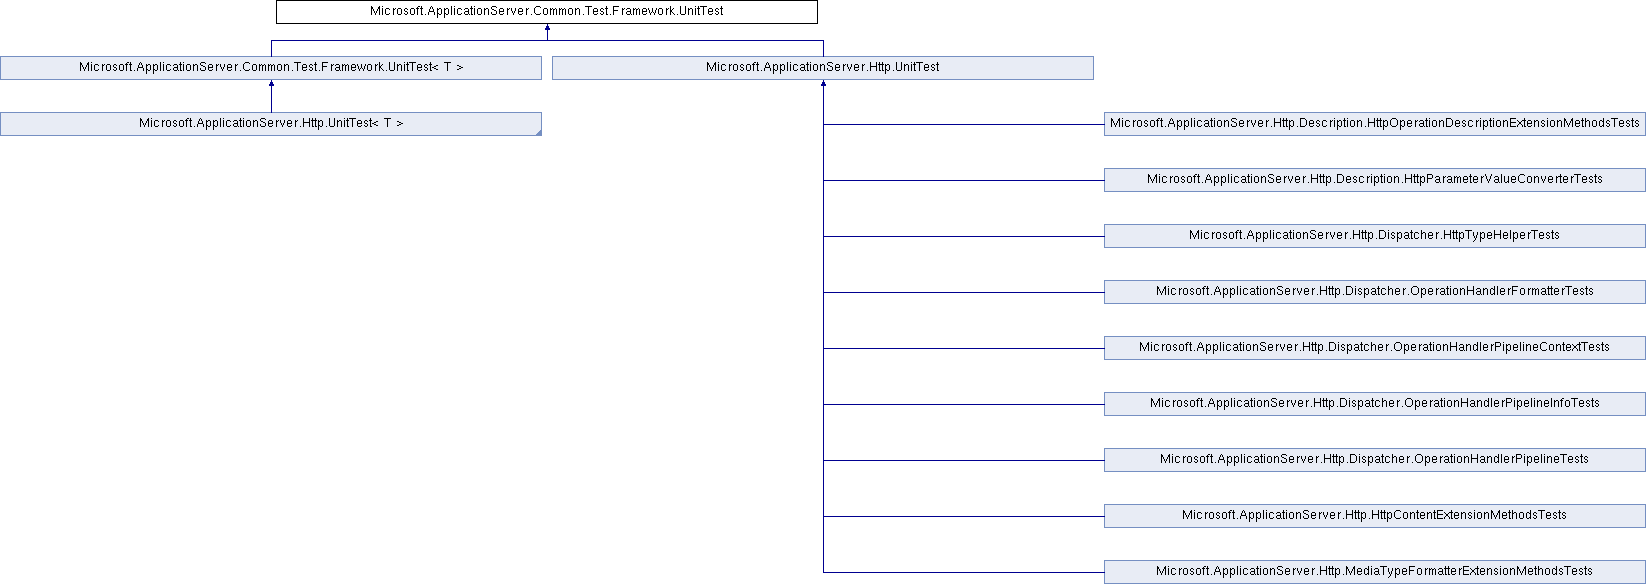 Microsoft.ApplicationServer.Common.Test.Framework.UnitTest
Microsoft.ApplicationServer.Common.Test.Framework.UnitTest< T >
Microsoft.ApplicationServer.Http.UnitTest
Microsoft.ApplicationServer.Http.UnitTest< T >
Microsoft.ApplicationServer.Http.Description.HttpOperationDescriptionExtensionMethodsTests
Microsoft.ApplicationServer.Http.Description.HttpParameterValueConverterTests
Microsoft.ApplicationServer.Http.Dispatcher.HttpTypeHelperTests
Microsoft.ApplicationServer.Http.Dispatcher.OperationHandlerFormatterTests
Microsoft.ApplicationServer.Http.Dispatcher.OperationHandlerPipelineContextTests
Microsoft.ApplicationServer.Http.Dispatcher.OperationHandlerPipelineInfoTests
Microsoft.ApplicationServer.Http.Dispatcher.OperationHandlerPipelineTests
Microsoft.ApplicationServer.Http.HttpContentExtensionMethodsTests
Microsoft.ApplicationServer.Http.MediaTypeFormatterExtensionMethodsTests